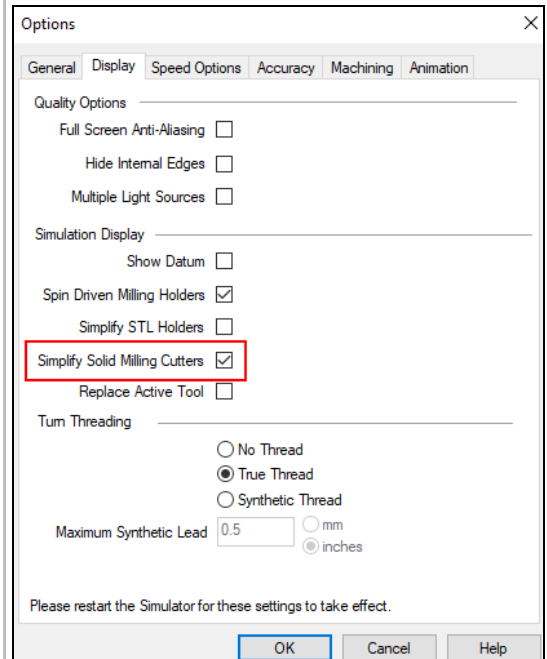 Options
General Display Speed Options Accuracy Machining Animation
Quality Options
Full Screen Anti-Aliasing
Hide Internal Edges
Multiple Light Sources
Simulation Display
Show Datum
Spin Driven Milling Holders
Simplify STL Holders
Simplify Solid Milling Cutters
Replace Active Tool
Turn Threading
No Thread
True Thread
Synthetic Thread
Maximum Synthetic Lead 0.5 mm
inches
Please restart the Simulator for these settings to take effect.
OK Cancel Help